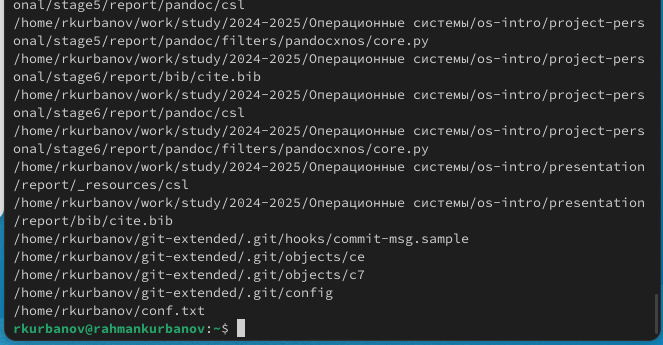 onal/stage5/report/pandoc/csl
/home/rkurbanov/work/study/2024-2025/Операционные системы/os-intro/project-pers
onal/stage5/report/pandoc/filters/pandocxnos/core.py
/home/rkurbanov/work/study/2024-2025/Операционные системы/os-intro/project-pers
onal/stage6/report/bib/cite.bib
/home/rkurbanov/work/study/2024-2025/Операционные системы/os-intro/project-pers
onal/stage6/report/pandoc/csl
/home/rkurbanov/work/study/2024-2025/Операционные системы/os-intro/project-pers
onal/stage6/report/pandoc/filters/pandocxnos/core.py
/home/rkurbanov/work/study/2024-2025/Операционные системы/os-intro/presentation
/report/_resources/csl
/home/rkurbanov/work/study/2024-2025/Операционные системы/os-intro/presentation
/report/bib/cite.bib
/home/rkurbanov/git-extended/.git/hooks/commit-msg.sample
/home/rkurbanov/git-extended/.git/objects/ce
/home/rkurbanov/git-extended/.git/objects/c7
/home/rkurbanov/git-extended/.git/config
/home/rkurbanov/conf.txt
rkurbanov@rahmankurbanov:~$